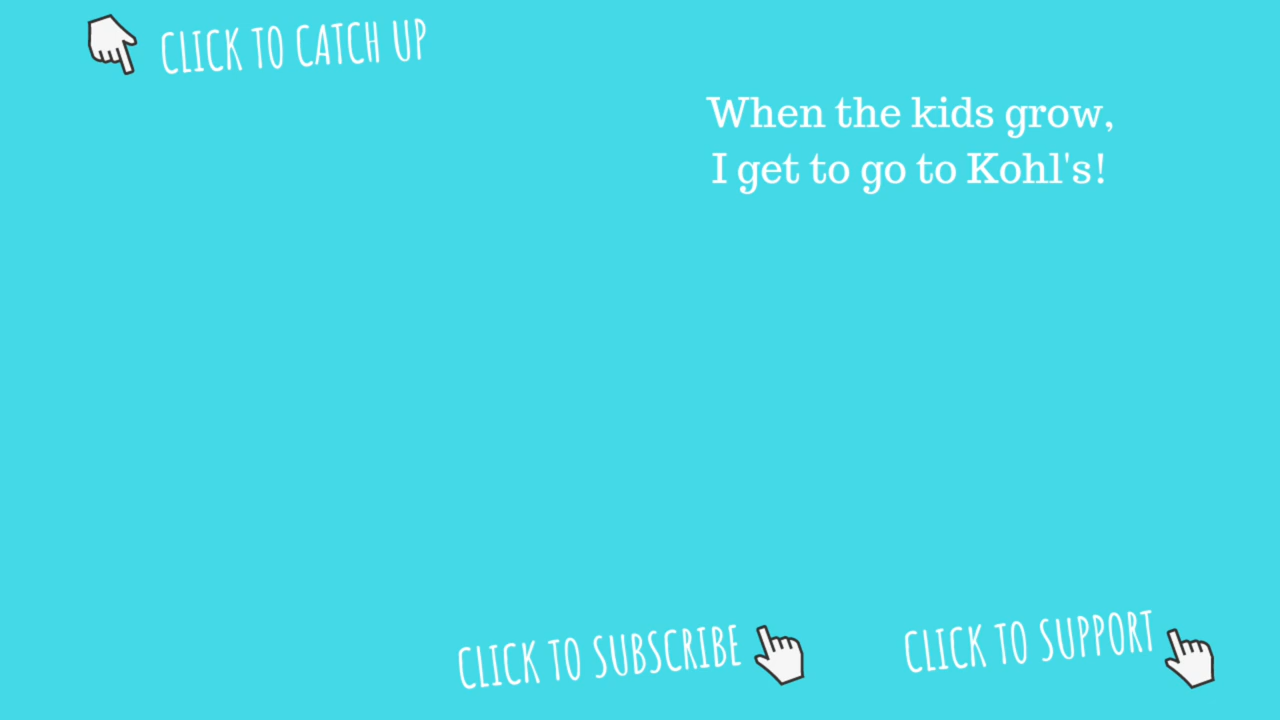 CLICK TO CATCH UP
When the kids grow,
I get to go to Kohl's!
CLICK TO SUBSCRIBE
CLICK TO SUPPORT